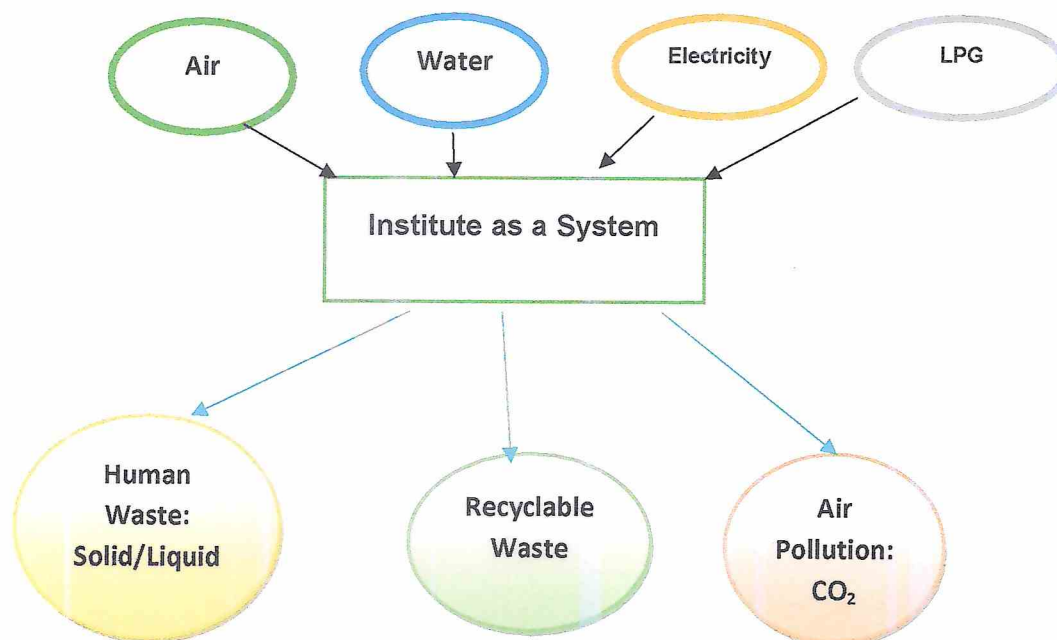 Air
Water
Electricity
LPG
Institute as a System
Human
Waste:
Solid/Liquid
Recyclable
Waste
Air
Pollution:
CO₂